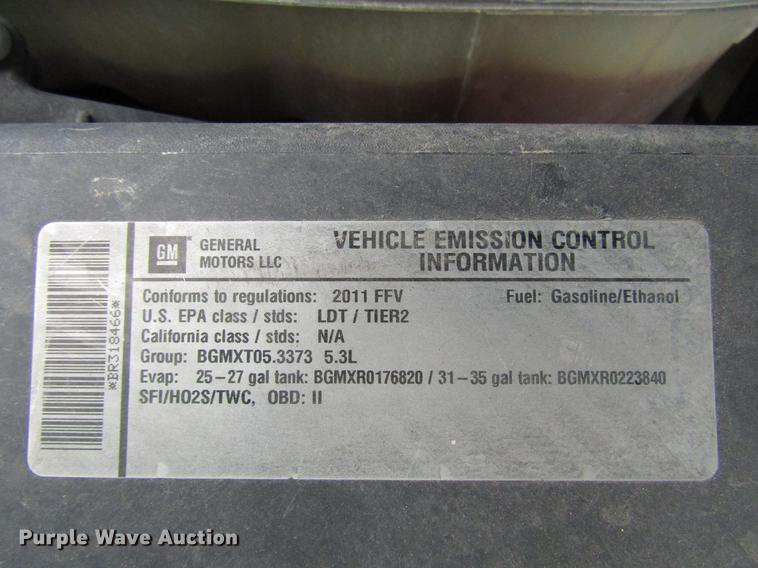 GM
GENERAL
MOTORS LLC
VEHICLE EMISSION CONTROL
INFORMATION
Conforms to regulations: 2011 FFV Fuel: Gasoline/Ethanol
U.S. EPA class / stds: LDT / TIER2
California class / stds: N/A
Group: BGMXT05.3373 5.3L
Evap: 25-27 gal tank: BGMXR0176820 / 31-35 gal tank: BGMXR0223840
SFI/HO2S/TWC, OBD: II
*BR318466*
Purple Wave Auction